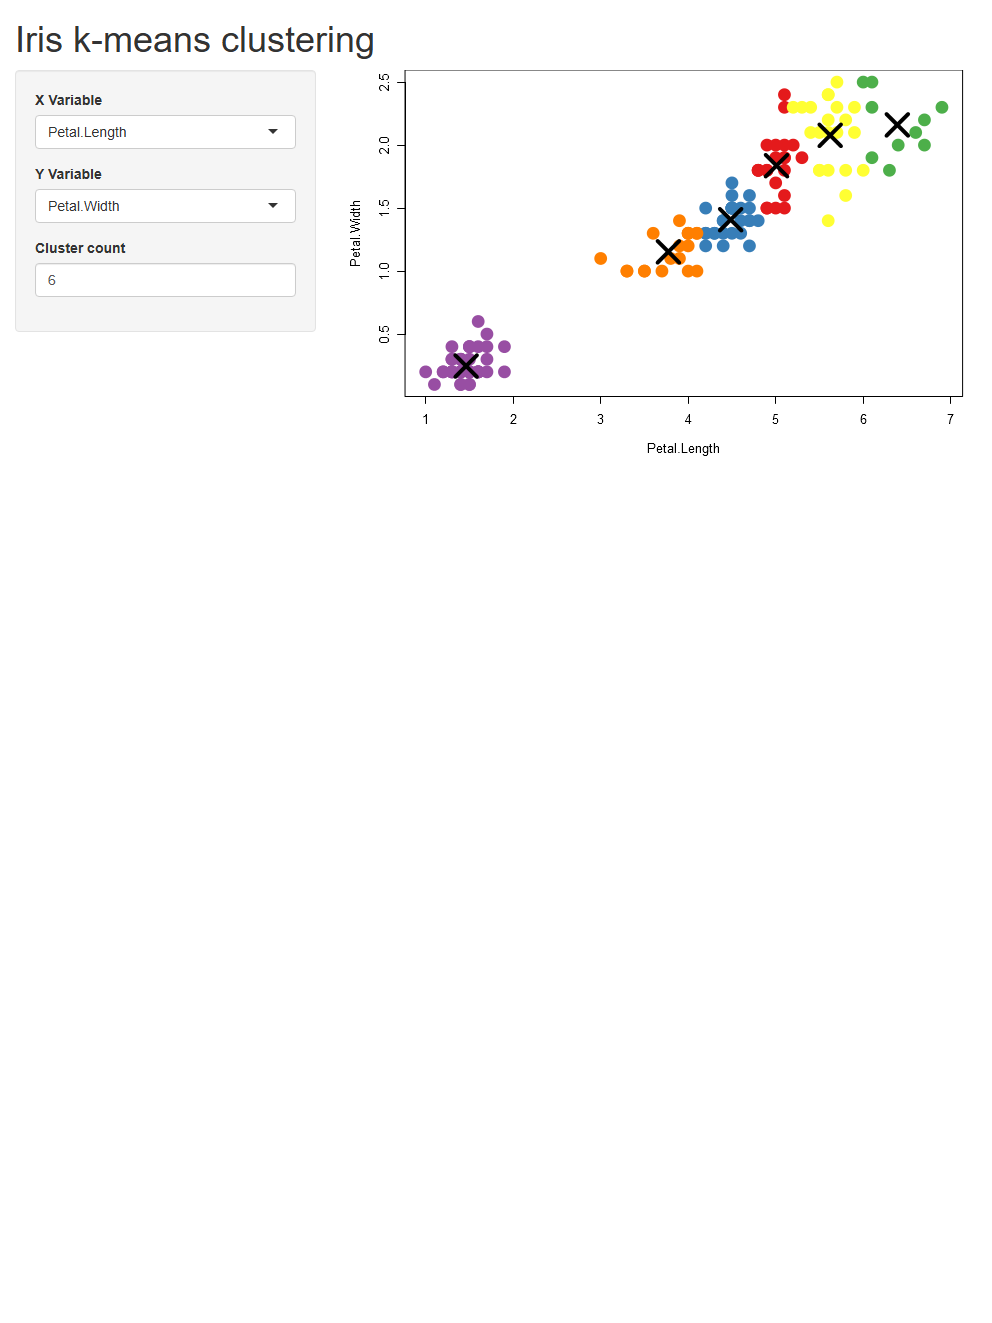 Iris k-means clustering
X Variable
Petal.Length
Y Variable
Petal.Width
Cluster count
6
Petal.Width
2.5
2.0
1.5
1.0
0.5
1 2 3 4 5 6 7
Petal.Length